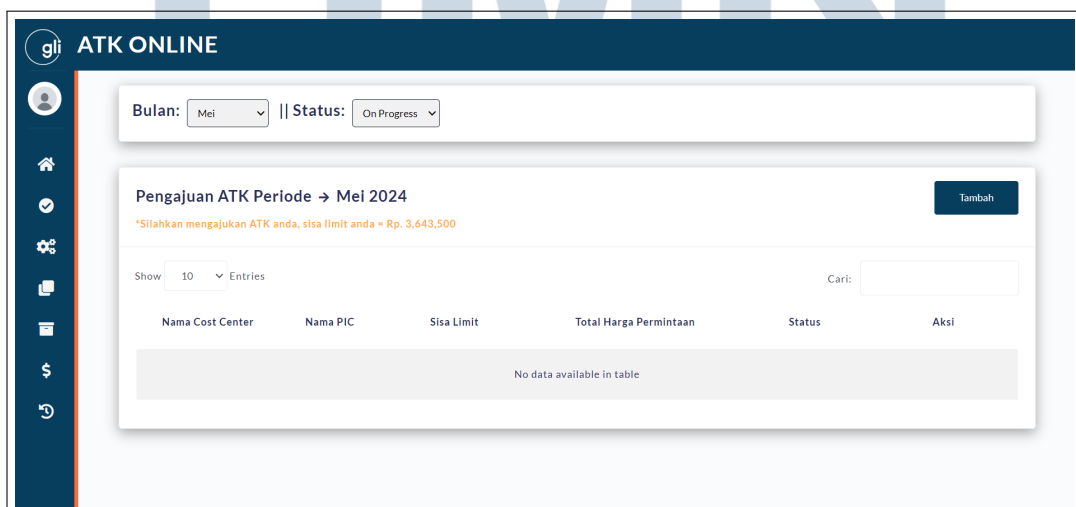 gli ATK ONLINE
Bulan: Mei || Status: On Progress
Pengajuan ATK Periode → Mei 2024
Tambah
*Silahkan mengajukan ATK anda, sisa limit anda = Rp. 3,643,500
Show 10 Entries
Cari:
Nama Cost Center Nama PIC Sisa Limit Total Harga Permintaan Status Aksi
No data available in table